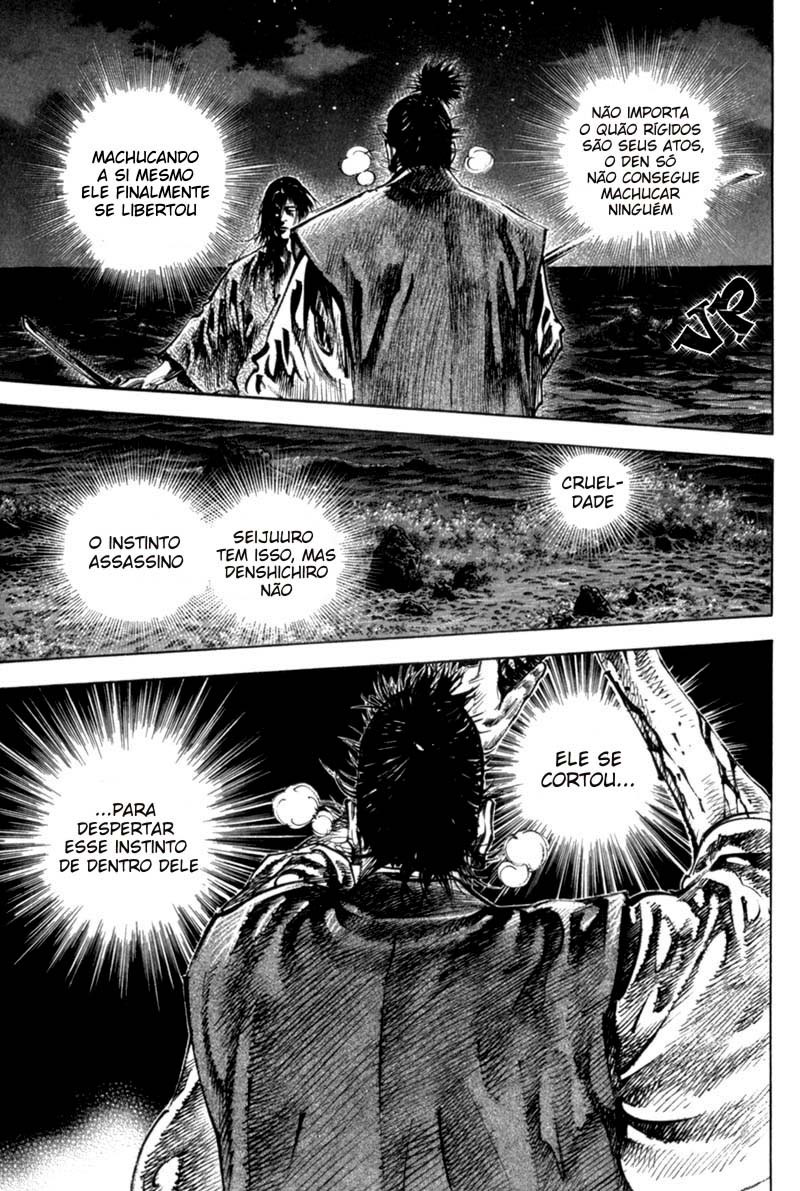 NÃO IMPORTA
O QUÃO RÍGIDOS
SÃO SEUS ATOS,
O DEN SÓ
NÃO CONSEGUE
MACHUCAR
NINGUÉM
MACHUCANDO
A SI MESMO
ELE FINALMENTE
SE LIBERTOU
VR
CRUEL-
DADE
SEIJUURO
TEM ISSO, MAS
DENSHICHIRO
NÃO
O INSTINTO
ASSASSINO
ELE SE
CORTOU...
...PARA
DESPERTAR
ESSE INSTINTO
DE DENTRO DELE